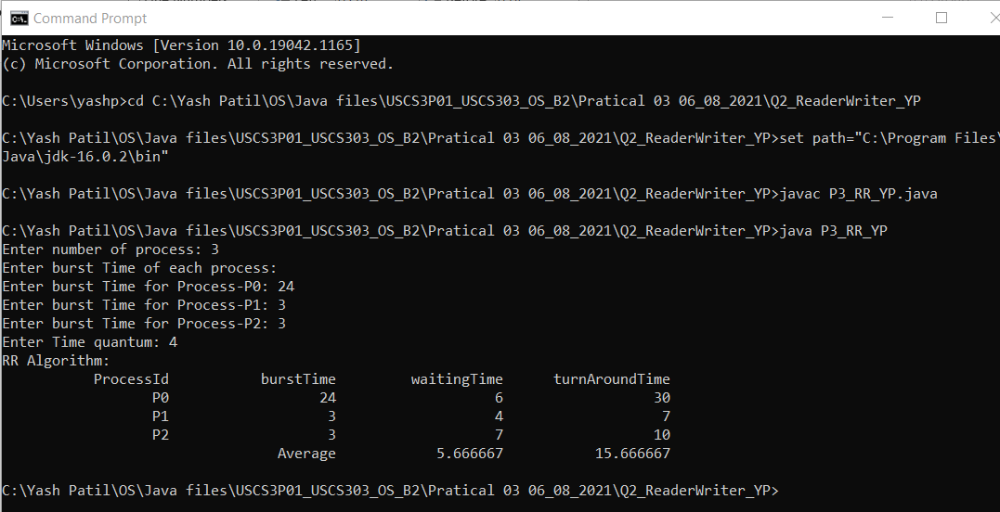 Command Prompt
Microsoft Windows [Version 10.0.19042.1165]
(c) Microsoft Corporation. All rights reserved.
C:\Users\yashp>cd C:\Yash Patil\OS\Java files\USCS3P01_USCS303_OS_B2\Pratical 03 06_08_2021\Q2_ReaderWriter_YP
C:\Yash Patil\OS\Java files\USCS3P01_USCS303_OS_B2\Pratical 03 06_08_2021\Q2_ReaderWriter_YP>set path="C:\Program Files\
Java\jdk-16.0.2\bin"
C:\Yash Patil\OS\Java files\USCS3P01_USCS303_OS_B2\Pratical 03 06_08_2021\Q2_ReaderWriter_YP>javac P3_RR_YP.java
C:\Yash Patil\OS\Java files\USCS3P01_USCS303_OS_B2\Pratical 03 06_08_2021\Q2_ReaderWriter_YP>java P3_RR_YP
Enter number of process: 3
Enter burst Time of each process:
Enter burst Time for Process-P0: 24
Enter burst Time for Process-P1: 3
Enter burst Time for Process-P2: 3
Enter Time quantum: 4
RR Algorithm:
ProcessId burstTime waitingTime turnAroundTime
P0 24 6 30
P1 3 4 7
P2 3 7 10
Average 5.666667 15.666667
C:\Yash Patil\OS\Java files\USCS3P01_USCS303_OS_B2\Pratical 03 06_08_2021\Q2_ReaderWriter_YP>